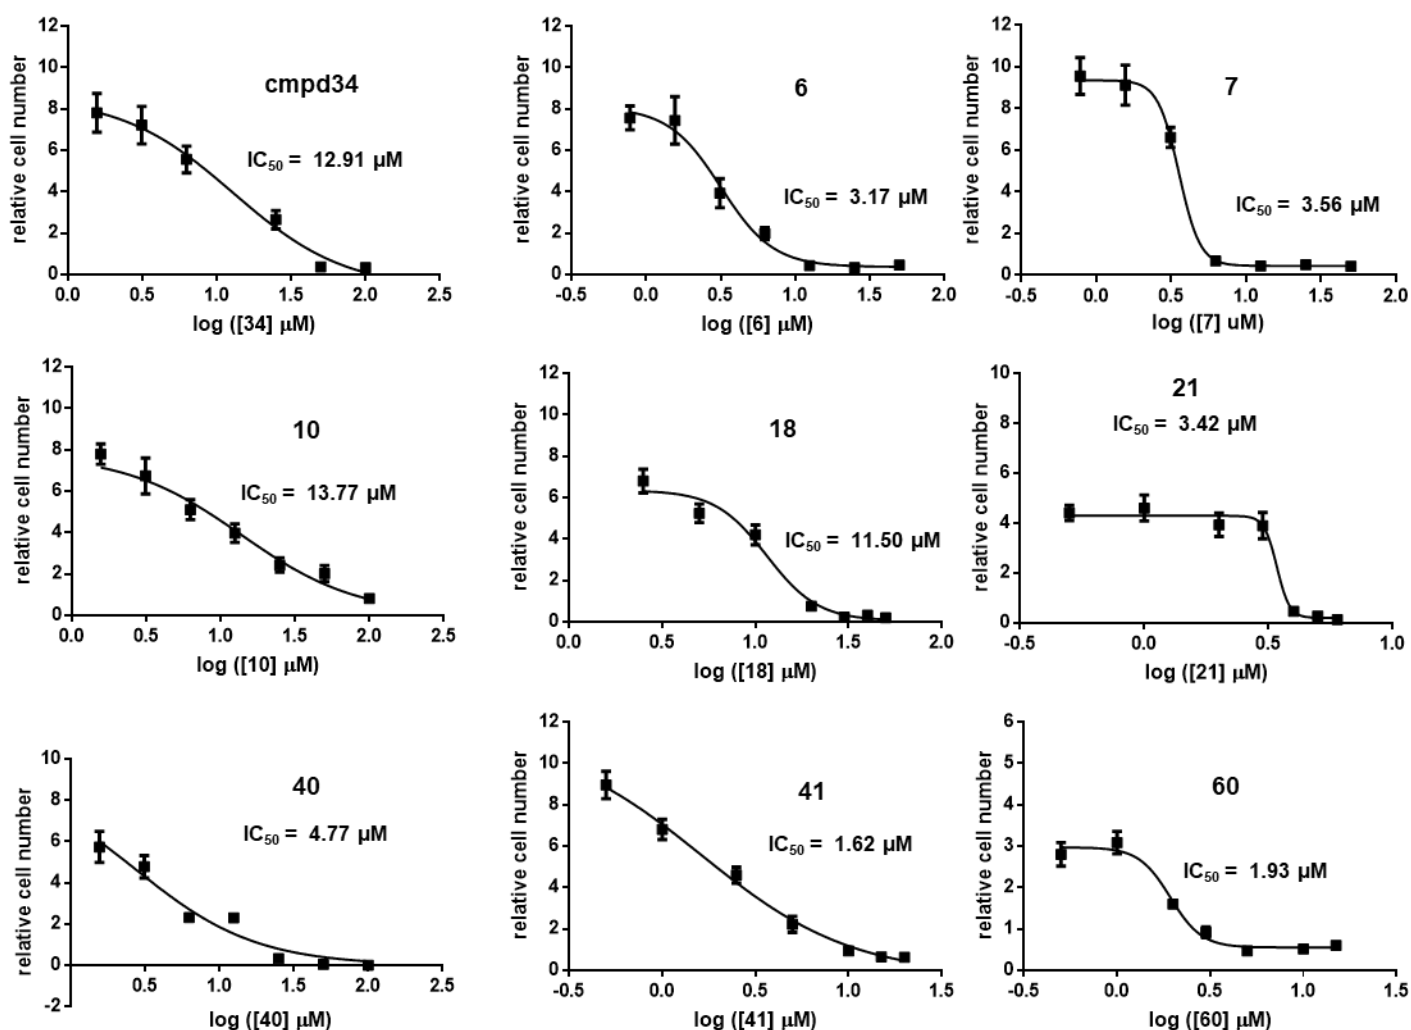 relative cell number
12
10
8
6
4
2
0
cmpd34
IC50 = 12.91 µM
0.0 0.5 1.0 1.5 2.0 2.5
log ([34] µM)
relative cell number
12
10
8
6
4
2
0
6
IC50 = 3.17 µM
-0.5 0.0 0.5 1.0 1.5 2.0
log ([6] µM)
relative cell number
12
10
8
6
4
2
0
7
IC50 = 3.56 µM
-0.5 0.0 0.5 1.0 1.5 2.0
log ([7] uM)
relative cell number
12
10
8
6
4
2
0
10
IC50 = 13.77 µM
0.0 0.5 1.0 1.5 2.0 2.5
log ([10] µM)
relative cell number
12
10
8
6
4
2
0
18
IC50 = 11.50 µM
0.0 0.5 1.0 1.5 2.0
log ([18] µM)
relative cell number
10
8
6
4
2
0
21
IC50 = 3.42 µM
-0.5 0.0 0.5 1.0
log ([21] µM)
relative cell number
10
8
6
4
2
0
-2
40
IC50 = 4.77 µM
0.5 1.0 1.5 2.0 2.5
log ([40] µM)
relative cell number
12
10
8
6
4
2
0
41
IC50 = 1.62 µM
-0.5 0.0 0.5 1.0 1.5
log ([41] µM)
relative cell number
6
5
4
3
2
1
0
60
IC50 = 1.93 µM
-0.5 0.0 0.5 1.0 1.5
log ([60] µM)